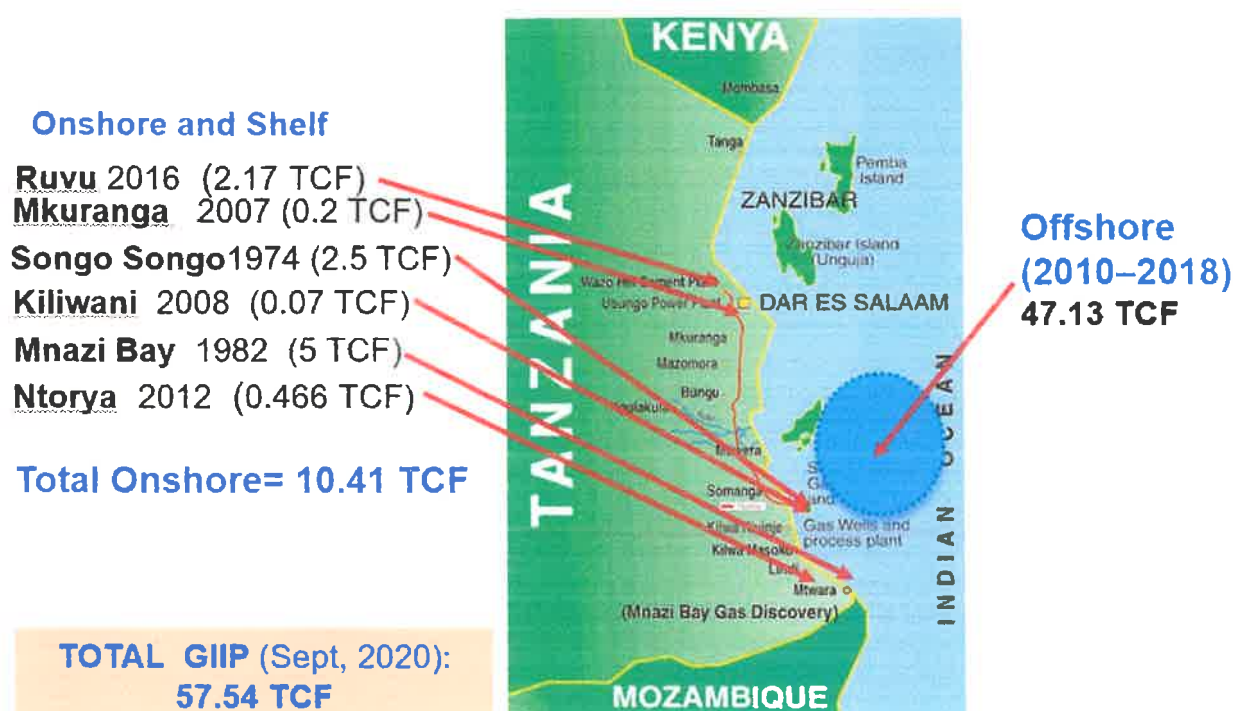 Onshore and Shelf
Ruvu 2016 (2.17 TCF)
Mkuranga 2007 (0.2 TCF)
Songo Songo1974 (2.5 TCF)
Kiliwani 2008 (0.07 TCF)
Mnazi Bay 1982 (5 TCF)
Ntorya 2012 (0.466 TCF)
Total Onshore= 10.41 TCF
TOTAL GIIP (Sept, 2020):
57.54 TCF
KENYA
Mombasa
Tanga
Pemba
Island
ZANZIBAR
Zanzibar Island
(Unguja)
TANZANIA
Wazo Hill Cement
Ubungo Power Plant
DAR ES SALAAM
Mkuranga
Mazomora
Bungu
Somanga
Gas Wells and
process plant
Kilwa Masoko
Mtwara
(Mnazi Bay Gas Discovery)
MOZAMBIQUE
INDIAN OCEAN
Offshore
(2010–2018)
47.13 TCF